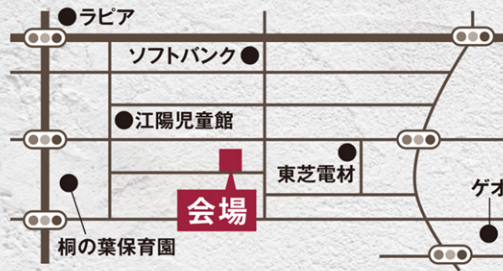 ラピア
ソフトバンク
江陽児童館
東芝電材
ゲオ
会場
桐の葉保育園